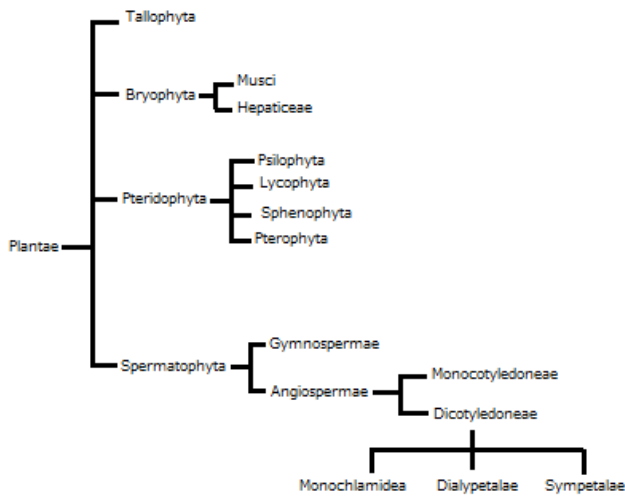 Tallophyta
Musci
Bryophyta
Hepaticeae
Psilophyta
Lycophyta
Pteridophyta
Sphenophyta
Pterophyta
Plantae
Gymnospermae
Spermatophyta
Monocotyledoneae
Angiospermae
Dicotyledoneae
Monochlamidea Dialypetalae Sympetalae